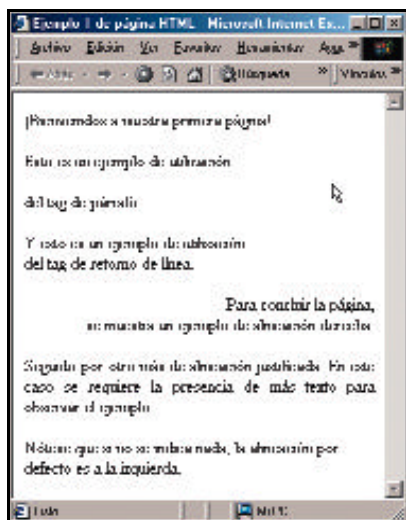 Ejemplo 1 de página HTML - Microsoft Internet Ex...
Archivo Edición Ver Favoritos Herramientas Ayu »
Atrás Búsqueda » Vínculos »
¡Bienvenidos a nuestra primera página!
Esto es un ejemplo de utilización
del tag de párrafo.
Y esto es un ejemplo de utilización
del tag de retorno de línea.
Para concluir la página,
se muestra un ejemplo de alineación derecha.
Seguido por otro más de alineación justificada. En este
caso se requiere la presencia de más texto para
observar el ejemplo.
Nótese que si no se indica nada, la alineación por
defecto es a la izquierda.
Listo Mi PC